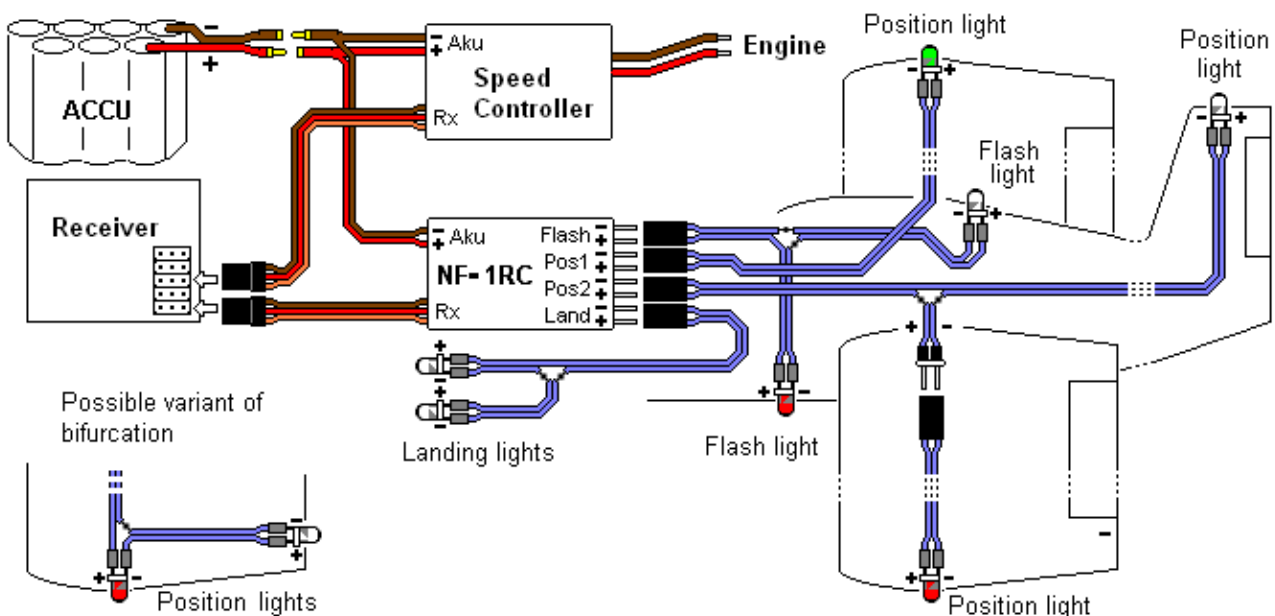 ACCU
-
+
-
+
Aku
Rx
Speed
Controller
Engine
Receiver
-
+
Aku
NF-1RC
Rx
Flash
-
+
Pos1
Pos2
-
+
Land
Position light
-
+
Position
light
-
+
Flash
light
-
+
+
-
+
-
+
-
Landing lights
+
-
Flash light
+
-
-
+
-
Position light
Possible variant of
bifurcation
-
+
+
-
Position lights